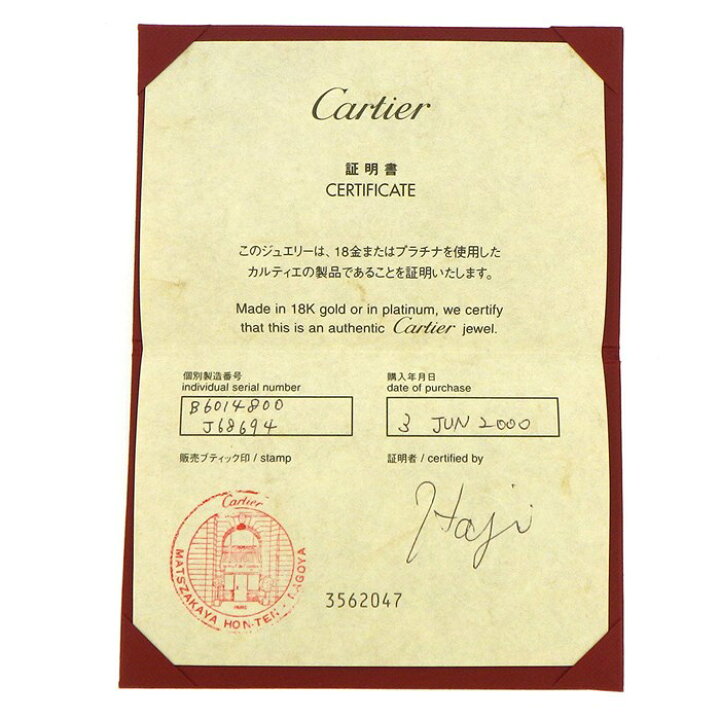 Cartier
証明書
CERTIFICATE
このジュエリーは、18金またはプラチナを使用した
カルティエの製品であることを証明いたします。
Made in 18K gold or in platinum, we certify
that this is an authentic Cartier jewel.
個別製造番号
individual serial number
B6014800
J68694
購入年月日
date of purchase
3 JUN 2000
販売ブティック印 / stamp
証明者 / certified by
Cartier
PARIS
MATSZAKAYA HON-TEN - NAGOYA
Haji
3562047